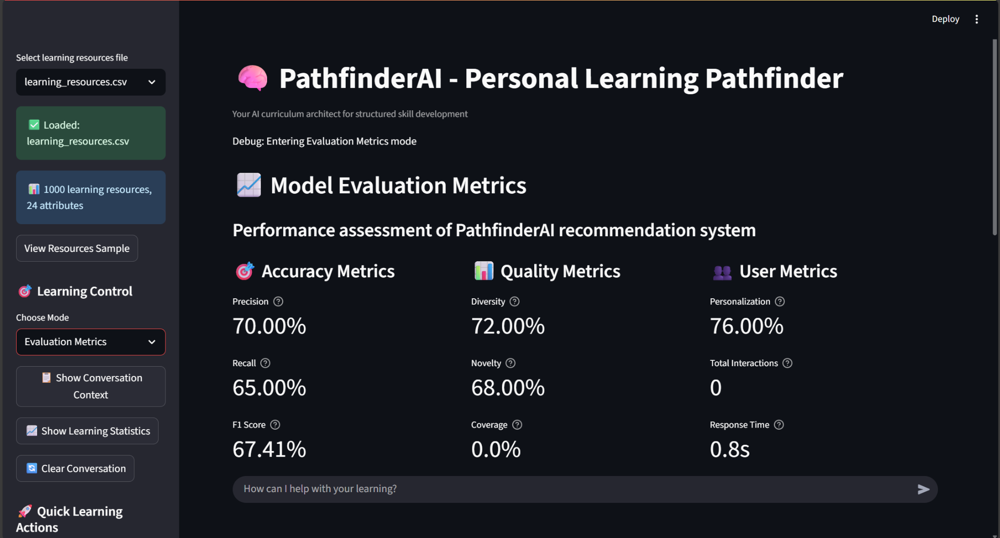 Deploy
Select learning resources file
learning_resources.csv
Loaded:
learning_resources.csv
1000 learning resources,
24 attributes
View Resources Sample
Learning Control
Choose Mode
Evaluation Metrics
Show Conversation
Context
Show Learning Statistics
Clear Conversation
Quick Learning
Actions
PathfinderAI - Personal Learning Pathfinder
Your AI curriculum architect for structured skill development
Debug: Entering Evaluation Metrics mode
Model Evaluation Metrics
Performance assessment of PathfinderAI recommendation system
Accuracy Metrics
Precision
70.00%
Recall
65.00%
F1 Score
67.41%
Quality Metrics
Diversity
72.00%
Novelty
68.00%
Coverage
0.0%
User Metrics
Personalization
76.00%
Total Interactions
0
Response Time
0.8s
How can I help with your learning?